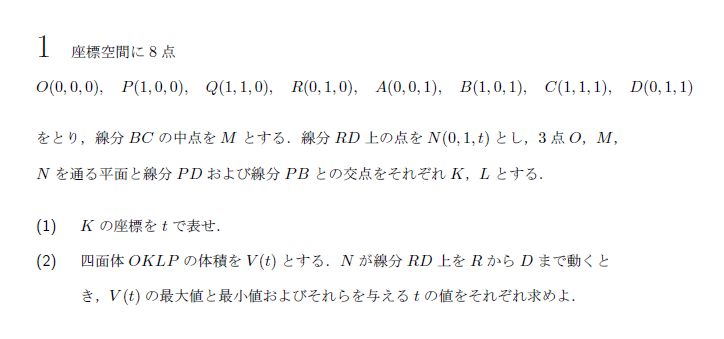 1 座標空間に 8 点
O(0, 0, 0), P(1, 0, 0), Q(1, 1, 0), R(0, 1, 0), A(0, 0, 1), B(1, 0, 1), C(1, 1, 1), D(0, 1, 1)
をとり，線分 BC の中点を M とする．線分 RD 上の点を N(0, 1, t) とし，3 点 O，M，
N を通る平面と線分 PD および線分 PB との交点をそれぞれ K，L とする．
(1) K の座標を t で表せ．
(2) 四面体 OKLP の体積を V(t) とする．N が線分 RD 上を R から D まで動くと
き，V(t) の最大値と最小値およびそれらを与える t の値をそれぞれ求めよ．